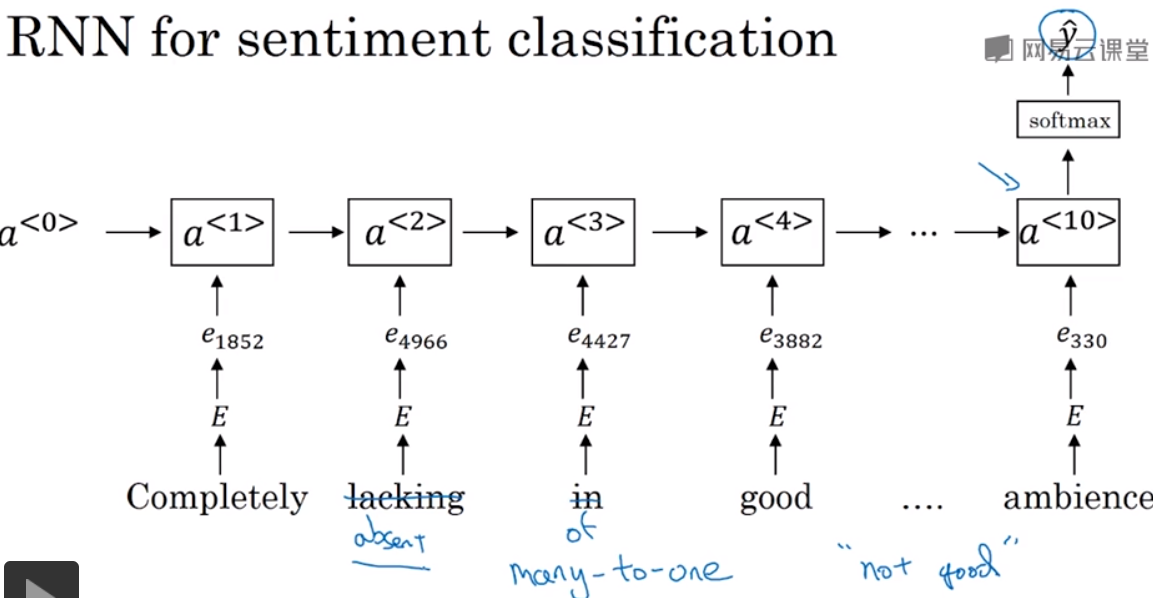 RNN for sentiment classification
ŷ
网易云课堂
softmax
a<0> a<1> a<2> a<3> a<4> ... a<10>
e1852 e4966 e4427 e3882 e330
E E E E E
Completely lacking in good .... ambience
absent of
many-to-one "not good"